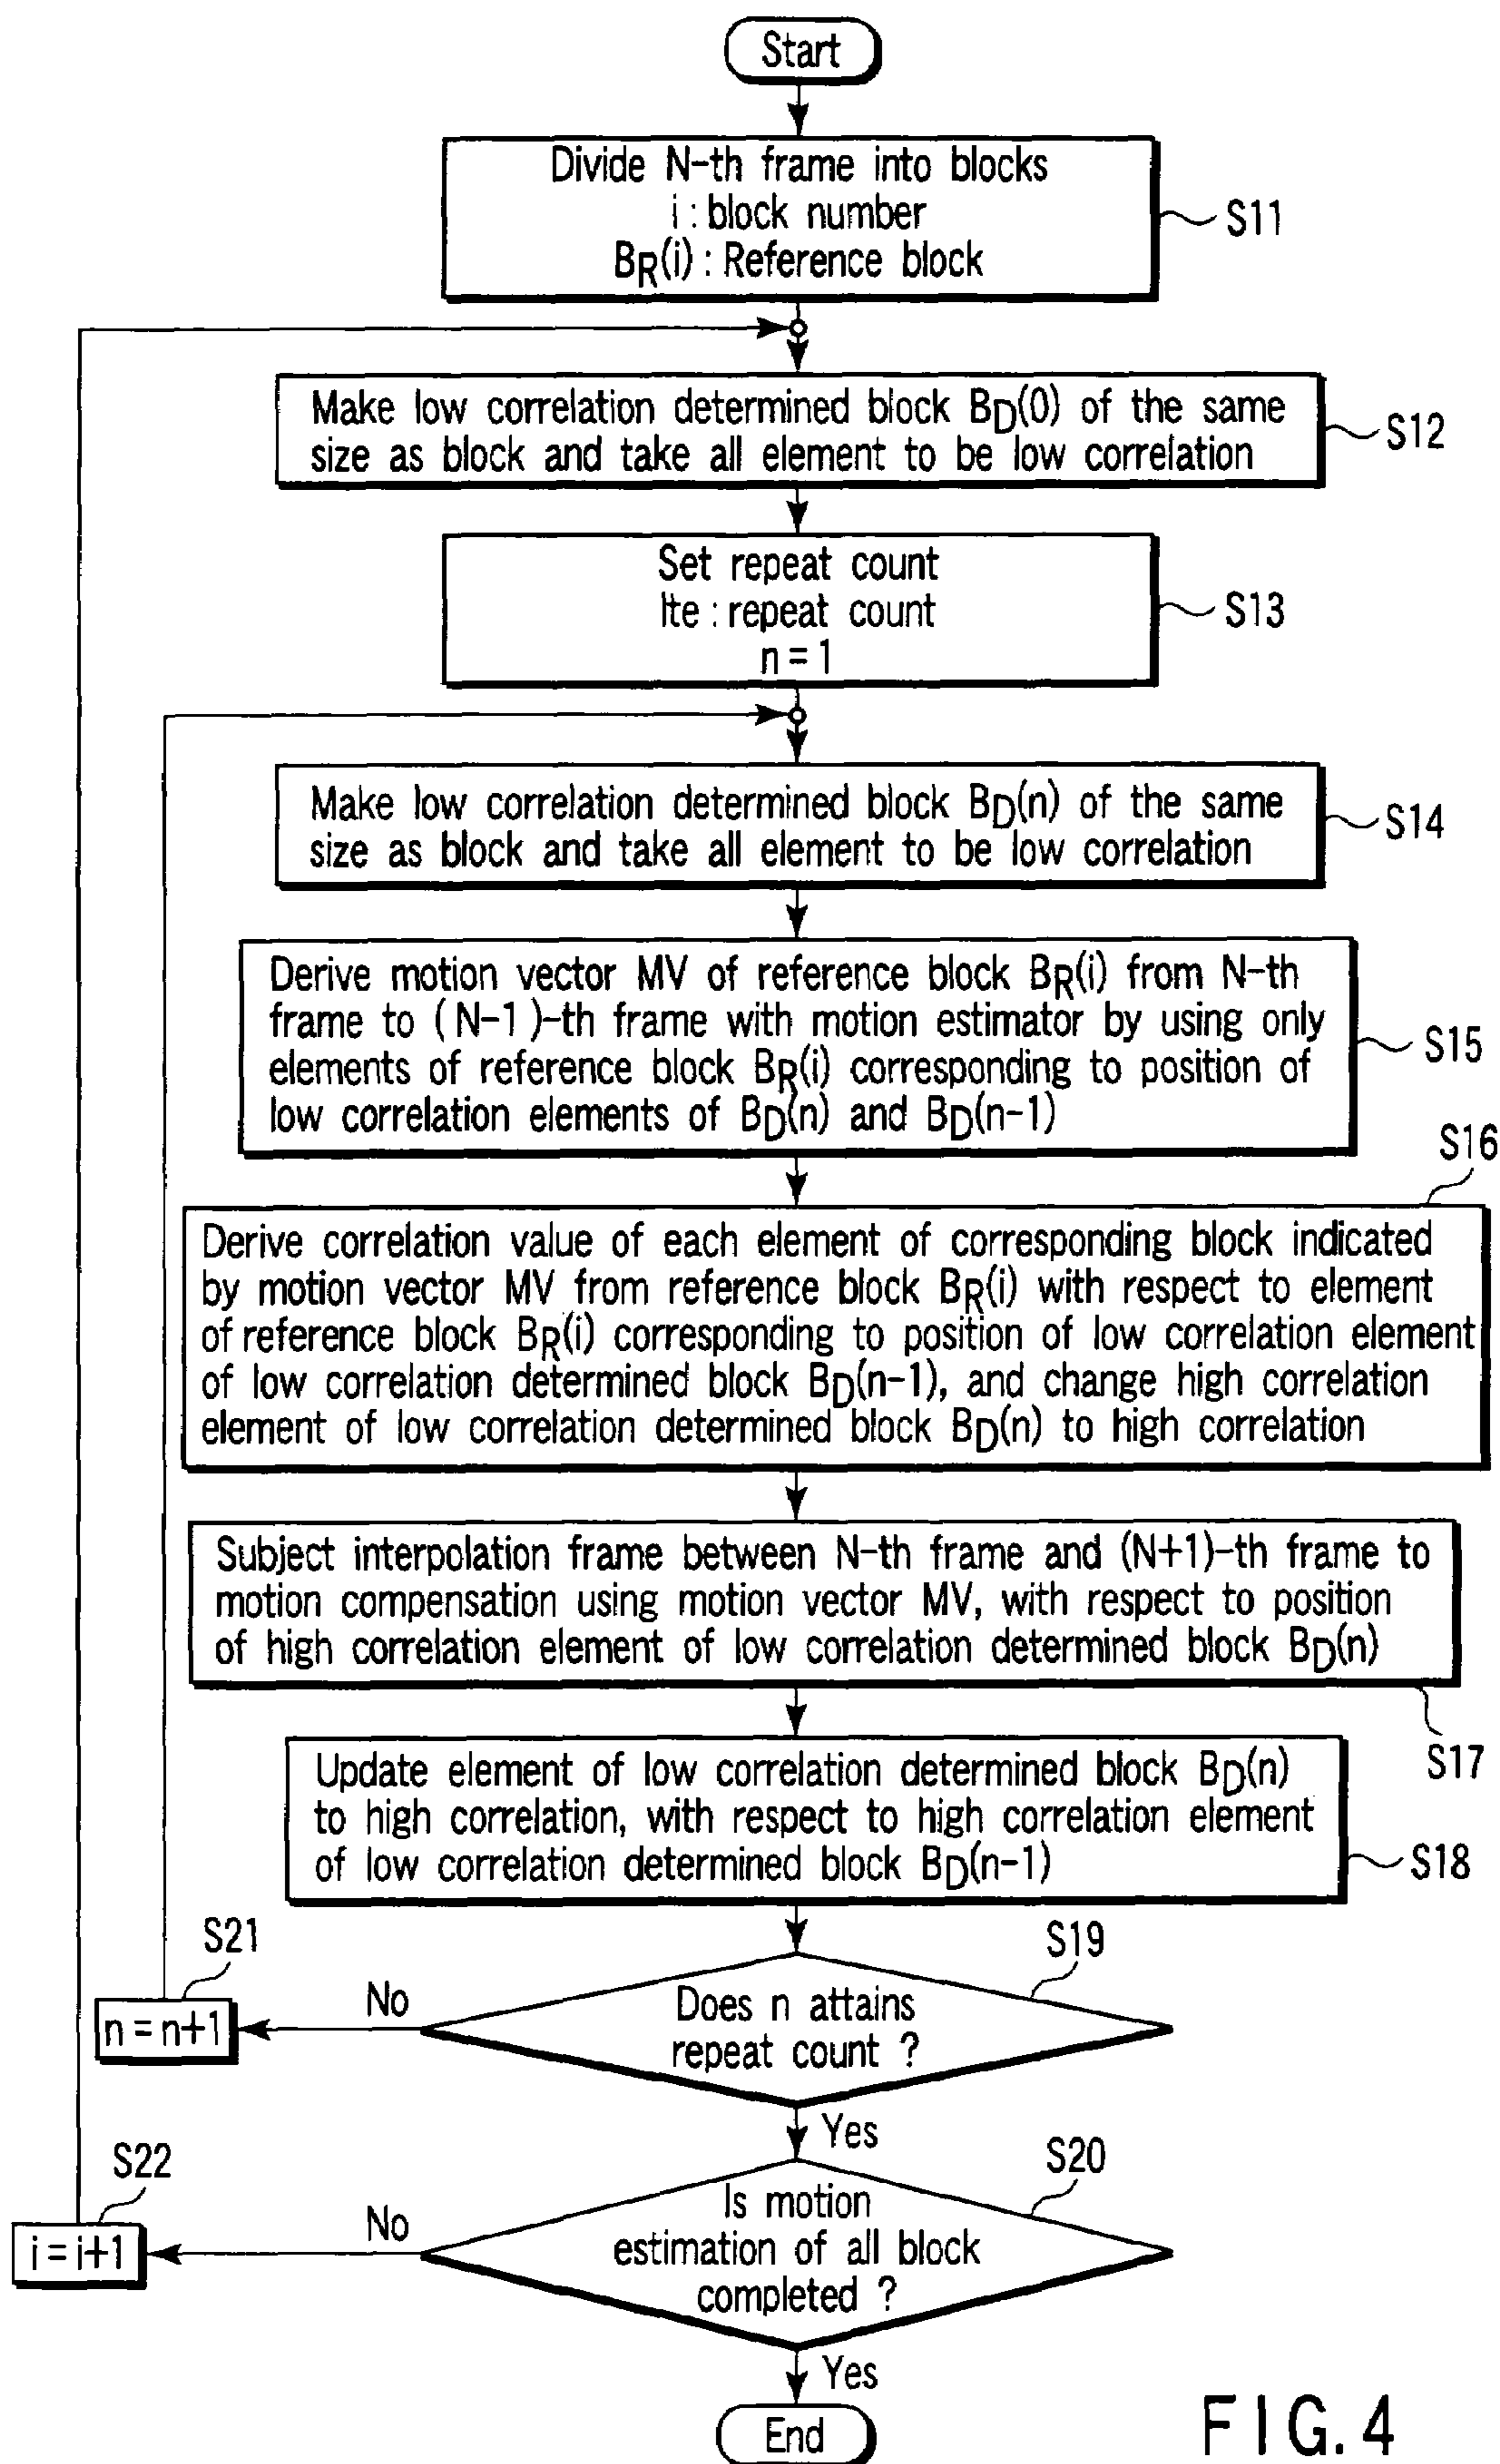 Start
Divide N-th frame into blocks
i : block number
BR(i) : Reference block
S11
Make low correlation determined block BD(0) of the same
size as block and take all element to be low correlation
S12
Set repeat count
Ite : repeat count
n = 1
S13
Make low correlation determined block BD(n) of the same
size as block and take all element to be low correlation
S14
Derive motion vector MV of reference block BR(i) from N-th
frame to (N-1)-th frame with motion estimator by using only
elements of reference block BR(i) corresponding to position of
low correlation elements of BD(n) and BD(n-1)
S15
S16
Derive correlation value of each element of corresponding block indicated
by motion vector MV from reference block BR(i) with respect to element
of reference block BR(i) corresponding to position of low correlation element
of low correlation determined block BD(n-1), and change high correlation
element of low correlation determined block BD(n) to high correlation
Subject interpolation frame between N-th frame and (N+1)-th frame to
motion compensation using motion vector MV, with respect to position
of high correlation element of low correlation determined block BD(n)
S17
Update element of low correlation determined block BD(n)
to high correlation, with respect to high correlation element
of low correlation determined block BD(n-1)
S18
S19
Does n attains
repeat count ?
No
S21
n = n+1
Yes
S20
Is motion
estimation of all block
completed ?
No
S22
i = i+1
Yes
End
FIG. 4